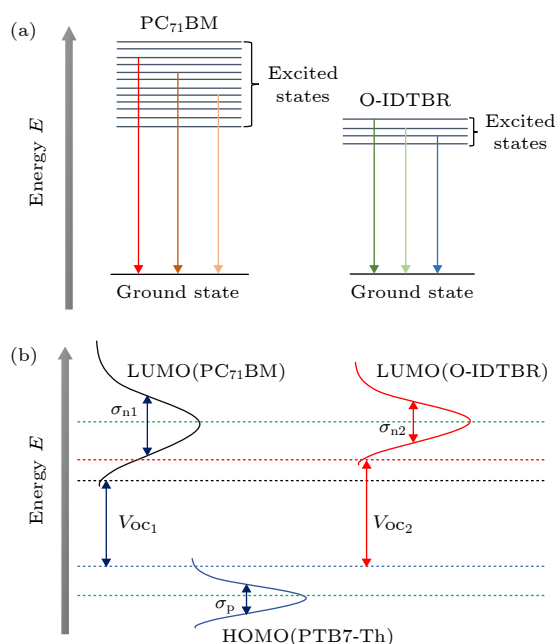 (a)
PC₇₁BM
Excited
states
O-IDTBR
Excited
states
Energy E
Ground state
Ground state
(b)
LUMO(PC₇₁BM)
LUMO(O-IDTBR)
σn1
σn2
Energy E
Voc₁
Voc₂
σp
HOMO(PTB7-Th)